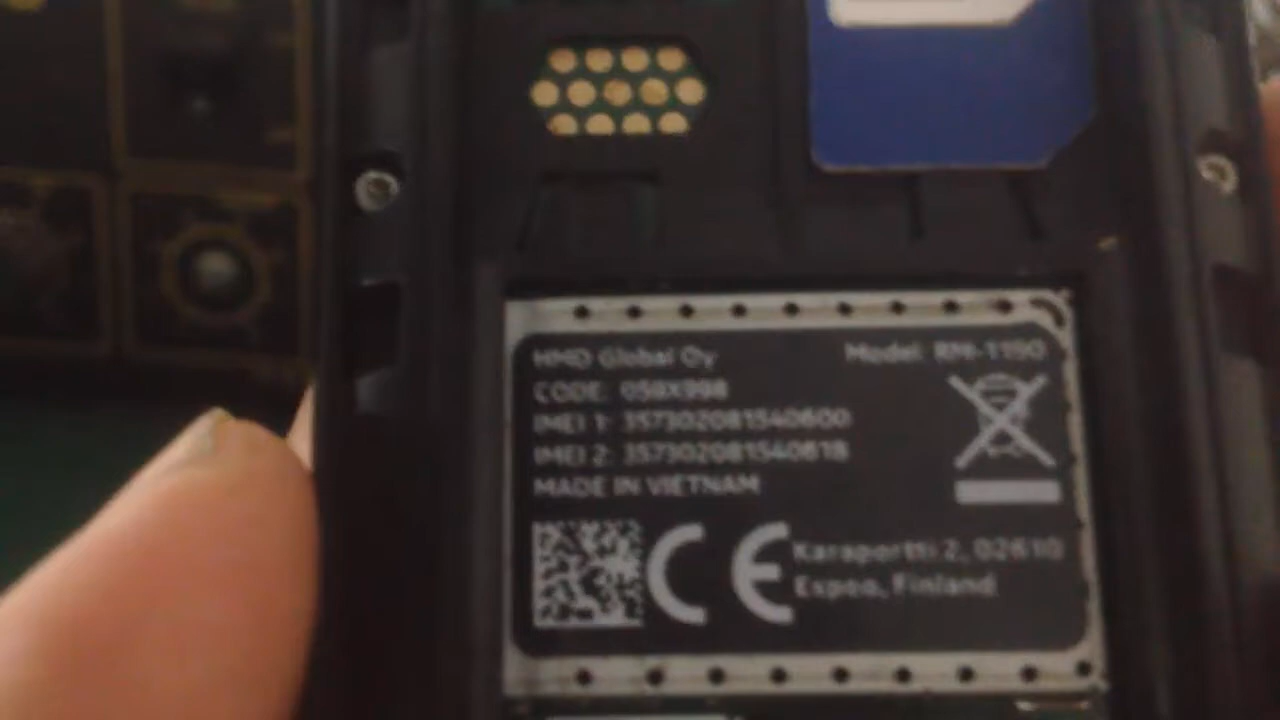 HMD Global Oy
Model: RM-1190
CODE: 059X998
IMEI 1: 357302081540600
IMEI 2: 357302081540618
MADE IN VIETNAM
CE
Karaportti 2, 02610
Espoo, Finland